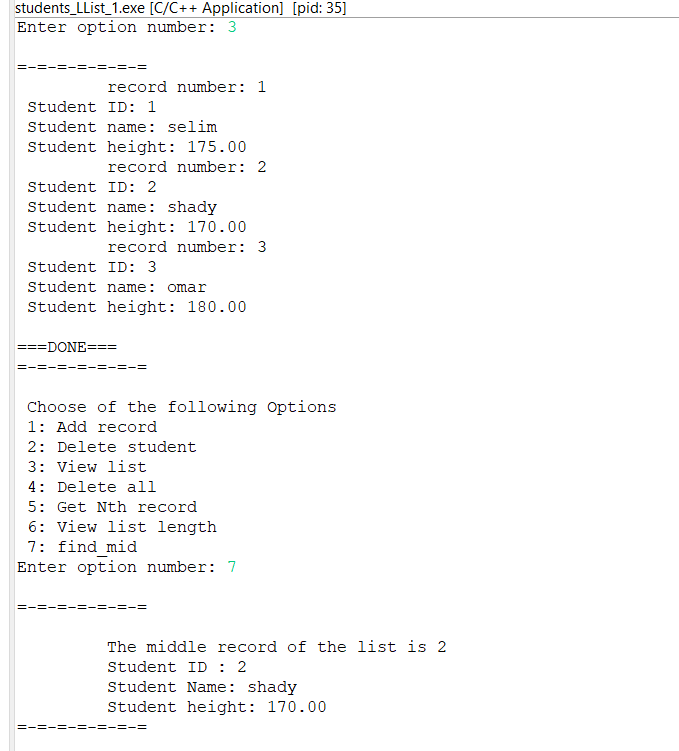 students_LList_1.exe [C/C++ Application] [pid: 35]
Enter option number: 3
=-=-=-=-=-=-=
record number: 1
Student ID: 1
Student name: selim
Student height: 175.00
record number: 2
Student ID: 2
Student name: shady
Student height: 170.00
record number: 3
Student ID: 3
Student name: omar
Student height: 180.00
===DONE===
=-=-=-=-=-=-=
Choose of the following Options
1: Add record
2: Delete student
3: View list
4: Delete all
5: Get Nth record
6: View list length
7: find_mid
Enter option number: 7
=-=-=-=-=-=-=
The middle record of the list is 2
Student ID : 2
Student Name: shady
Student height: 170.00
=-=-=-=-=-=-=